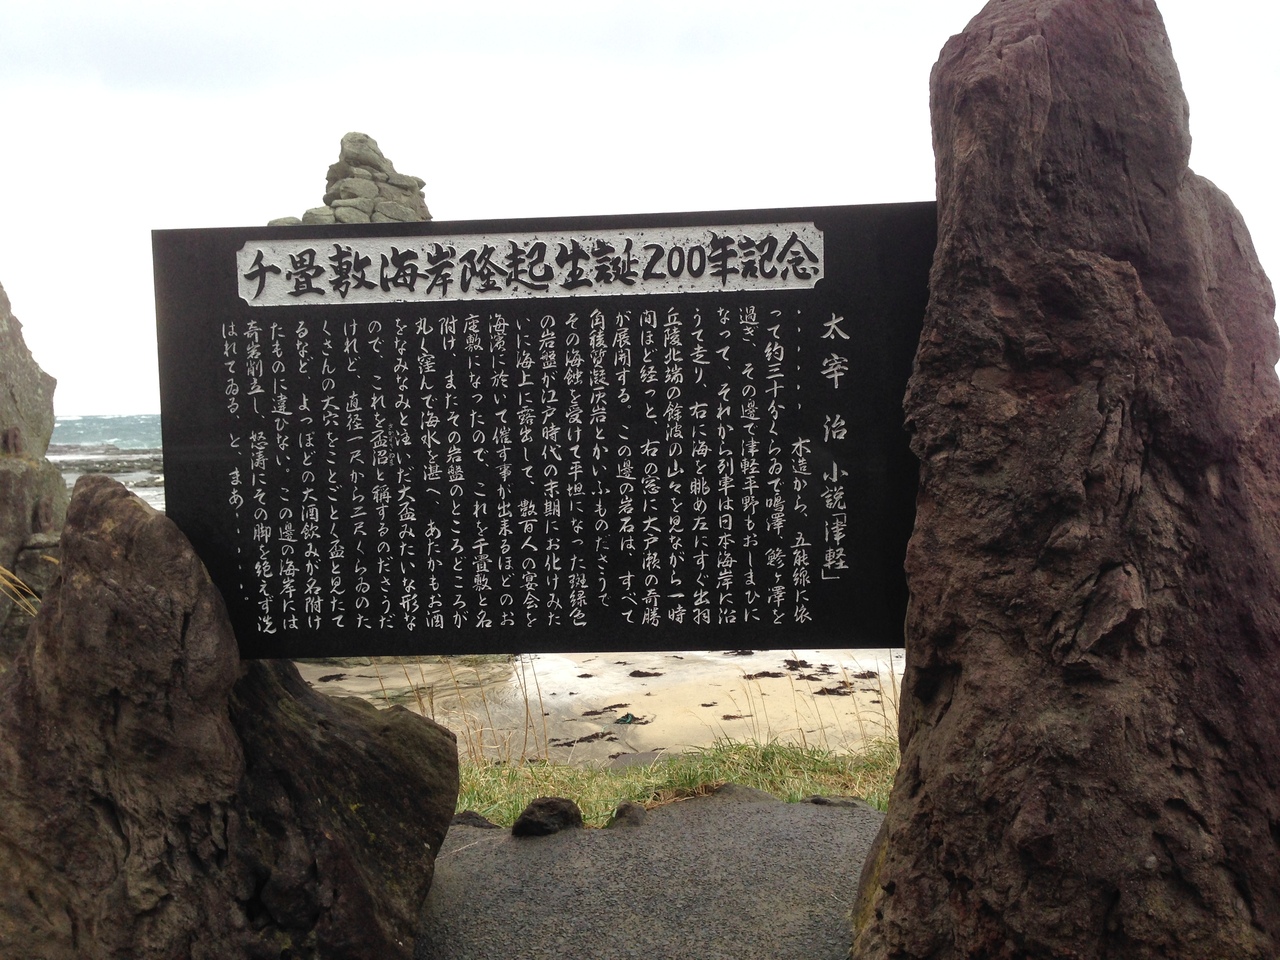 千畳敷海岸隆起生誕200年記念
太宰 治 小説「津軽」
・・・・・木造から、五能線に依
つて約三十分くらゐで鳴澤、鯵ヶ澤を
過ぎ、その邊で津軽平野もおしまひに
なつて、それから列車は日本海岸に沿
うて走り、右に海を眺め左にすぐ出羽
丘陵北端の餘波の山々を見ながら一時
間ほど経つと、右の窓に大戸瀬の奇勝
が展開する。この邊の岩石は、すべて
角稜質凝灰岩とかいふものださうで
その海蝕を受けて平坦になつた斑緑色
の岩盤が江戸時代の末期にお化けみた
いに海上に露出して、数百人の宴会を
海濱に於いて催す事が出来るほどのお
座敷になつたので、これを千畳敷と名
附け、またその岩盤のところどころが
丸く窪んで海水を湛へ、あたかもお酒
をなみなみと注いだ大盃みたいな形な
ので、これを盃沼と稱するのださうだ
けれど、直径一尺から二尺くらゐのた
くさんの大穴をことごとく盃と見たて
るなど、よつぽどの大酒飲みが名附け
たものに違ひない。この邊の海岸には
奇岩削立し、怒涛にその脚を絶えず洗
はれてゐる、と、まあ・・・・